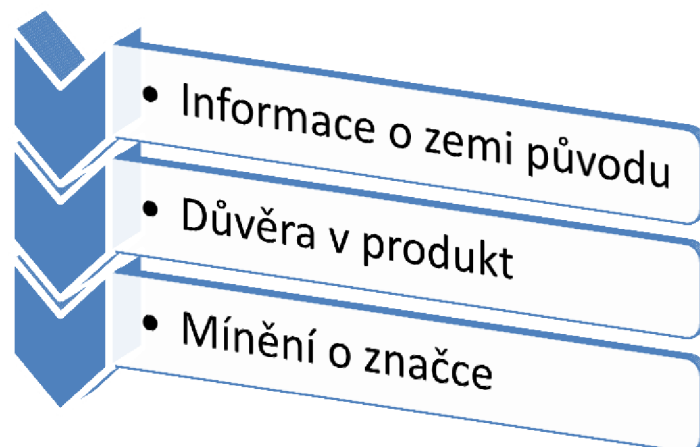 • Informace o zemi původu
• Důvěra v produkt
• Mínění o značce